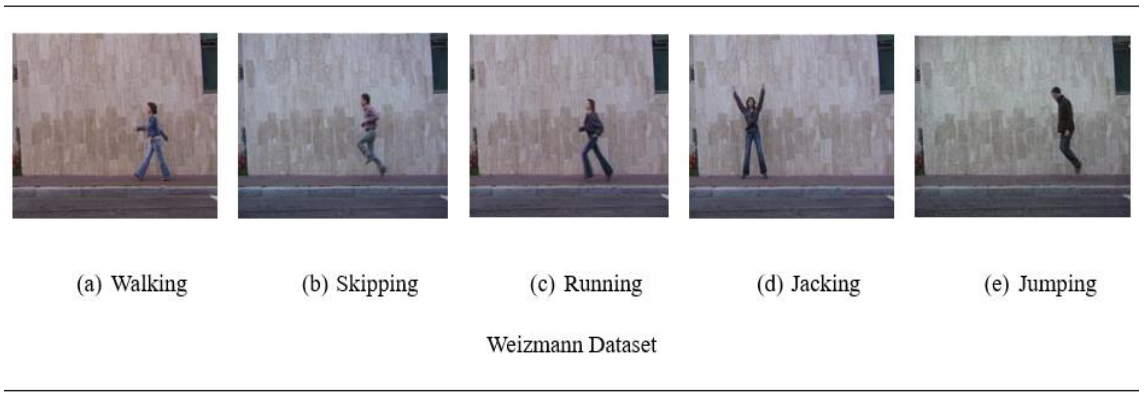 (a) Walking (b) Skipping (c) Running (d) Jacking (e) Jumping
Weizmann Dataset